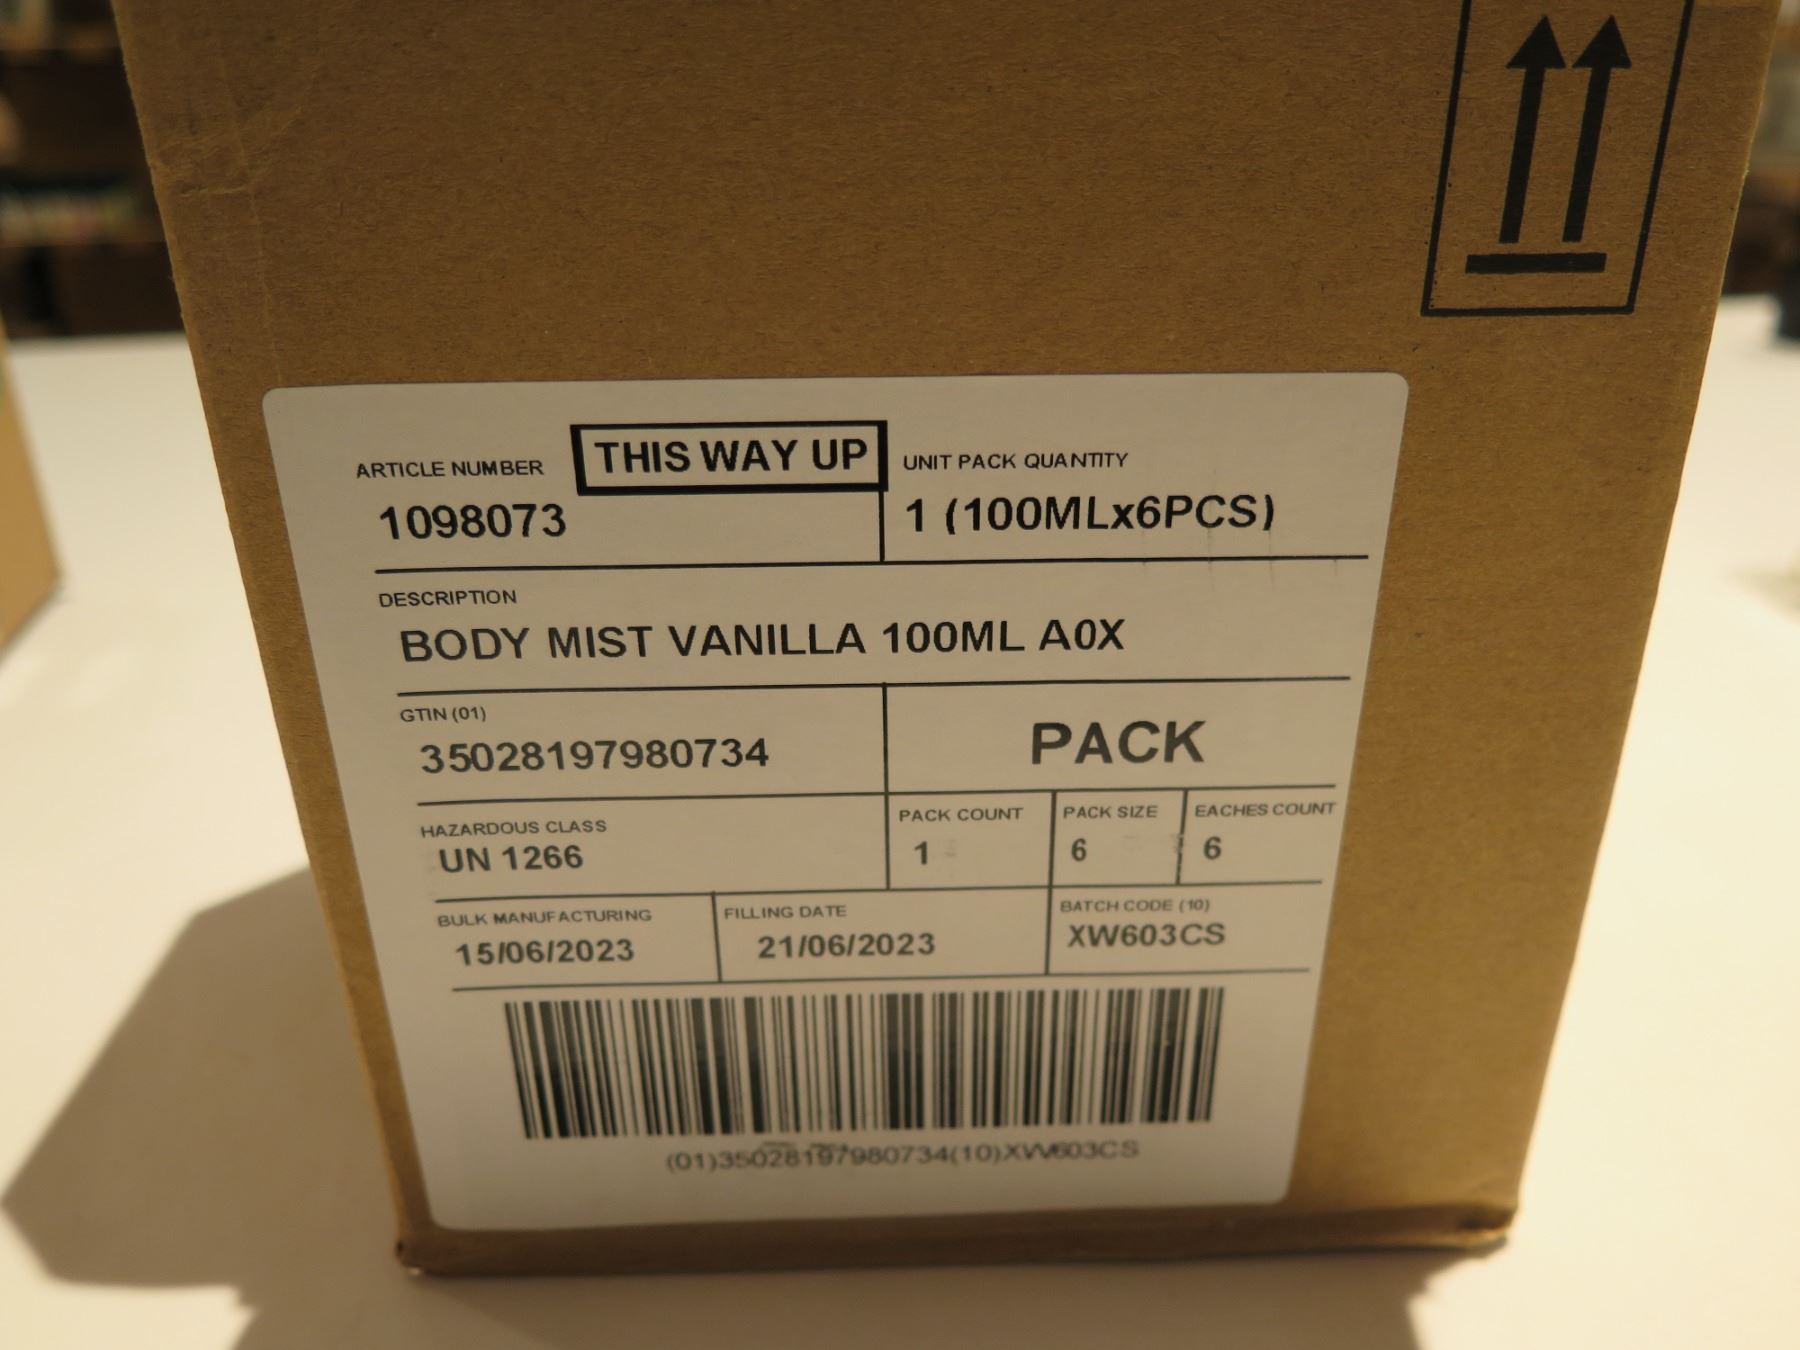 THIS WAY UP
ARTICLE NUMBER
1098073
UNIT PACK QUANTITY
1 (100MLx6PCS)
DESCRIPTION
BODY MIST VANILLA 100ML A0X
GTIN (01)
35028197980734
PACK
HAZARDOUS CLASS
UN 1266
PACK COUNT
1
PACK SIZE
6
EACHES COUNT
6
BULK MANUFACTURING
15/06/2023
FILLING DATE
21/06/2023
BATCH CODE (10)
XW603CS
(01)35028197980734(10)XW603CS